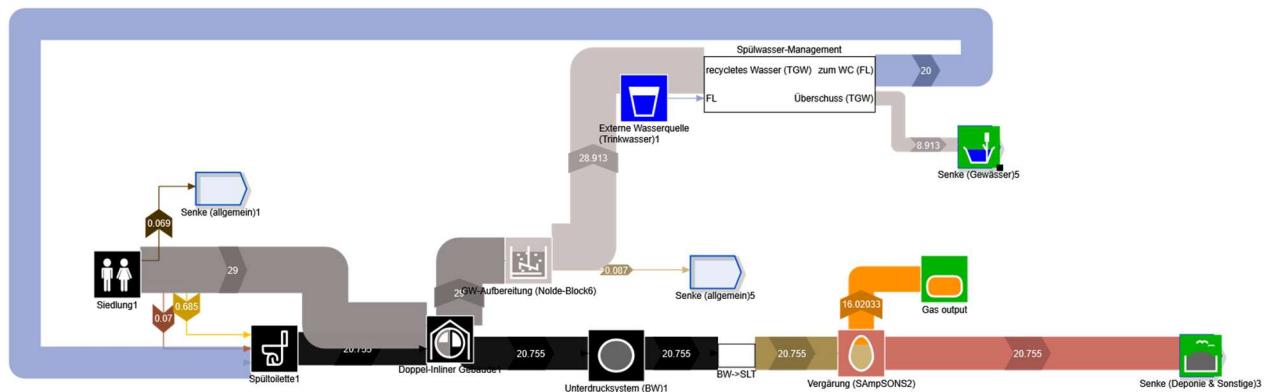 Spülwasser-Management
recycletes Wasser (TGW) zum WC (FL)
20
FL
Überschuss (TGW)
Externe Wasserquelle
(Trinkwasser)1
8.913
28.913
Senke (Gewässer)5
Senke (allgemein)1
0.069
29
GW-Aufbereitung (Nolde-Block6)
0.087
Senke (allgemein)5
Siedlung1
0.685
0.07
16.02033
Gas output
20.755
Doppel-Inliner Gebäude1
20.755
20.755
20.755
20.755
Spültoilette1
BW->SLT
Unterdrucksystem (BW)1
Vergärung (SAmpSONS2)
Senke (Deponie & Sonstige)3